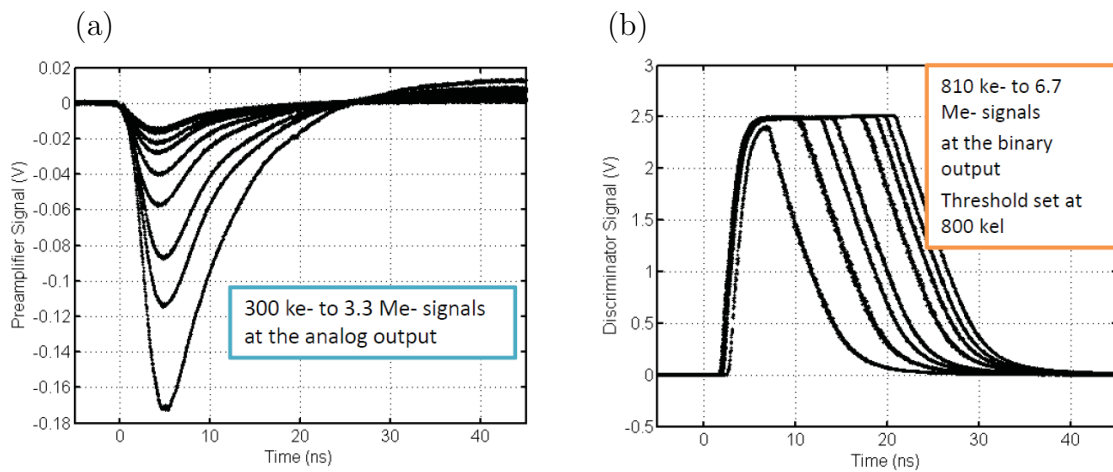 (a)
0.02
0
-0.02
-0.04
-0.06
-0.08
-0.1
-0.12
-0.14
-0.16
-0.18
Preamplifier Signal (V)
300 ke- to 3.3 Me- signals
at the analog output
0
10
20
30
40
Time (ns)
(b)
3
2.5
2
1.5
1
0.5
0
-0.5
Discriminator Signal (V)
810 ke- to 6.7
Me- signals
at the binary
output
Threshold set at
800 kel
0
10
20
30
40
Time (ns)